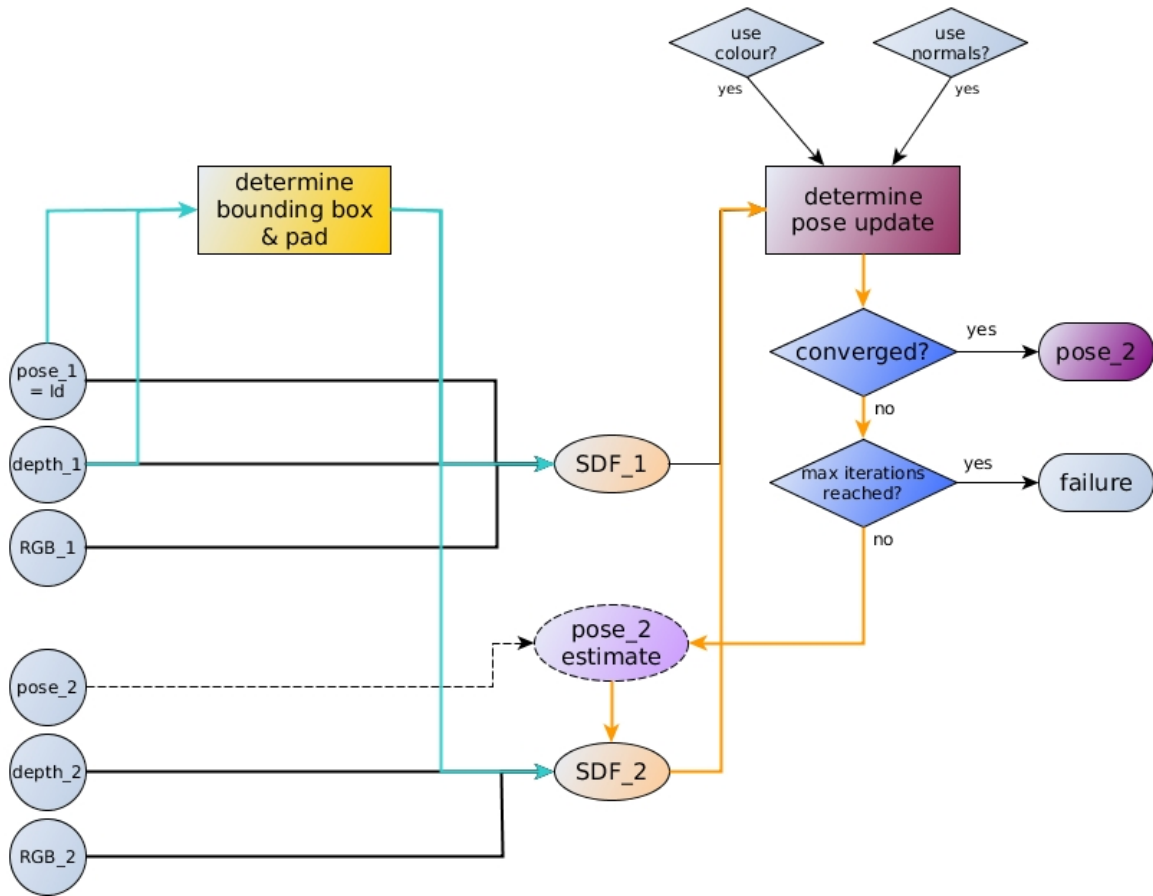 use
colour?
use
normals?
yes
yes
determine
bounding box
& pad
determine
pose update
pose_1
= Id
converged?
yes
pose_2
no
depth_1
SDF_1
max iterations
reached?
yes
failure
RGB_1
no
pose_2
estimate
pose_2
depth_2
SDF_2
RGB_2